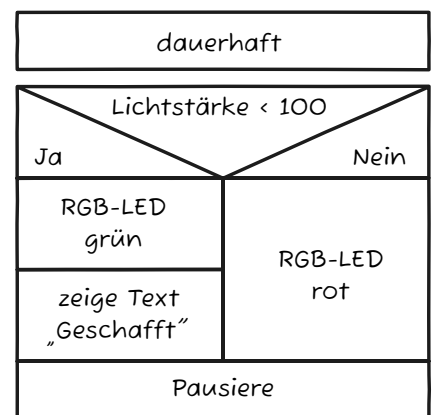 dauerhaft
Lichtstärke < 100
Ja
Nein
RGB-LED
grün
RGB-LED
rot
zeige Text
„Geschafft“
Pausiere